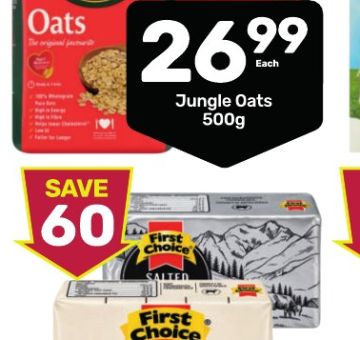 Oats
The original favourite
26 99
Each
Jungle Oats
500g
100% Wholegrain
Pure Oats
High in Energy
High in Fibre
Low GI
Fuller for Longer
SAVE
60
First
Choice
SALTED
First
Choice